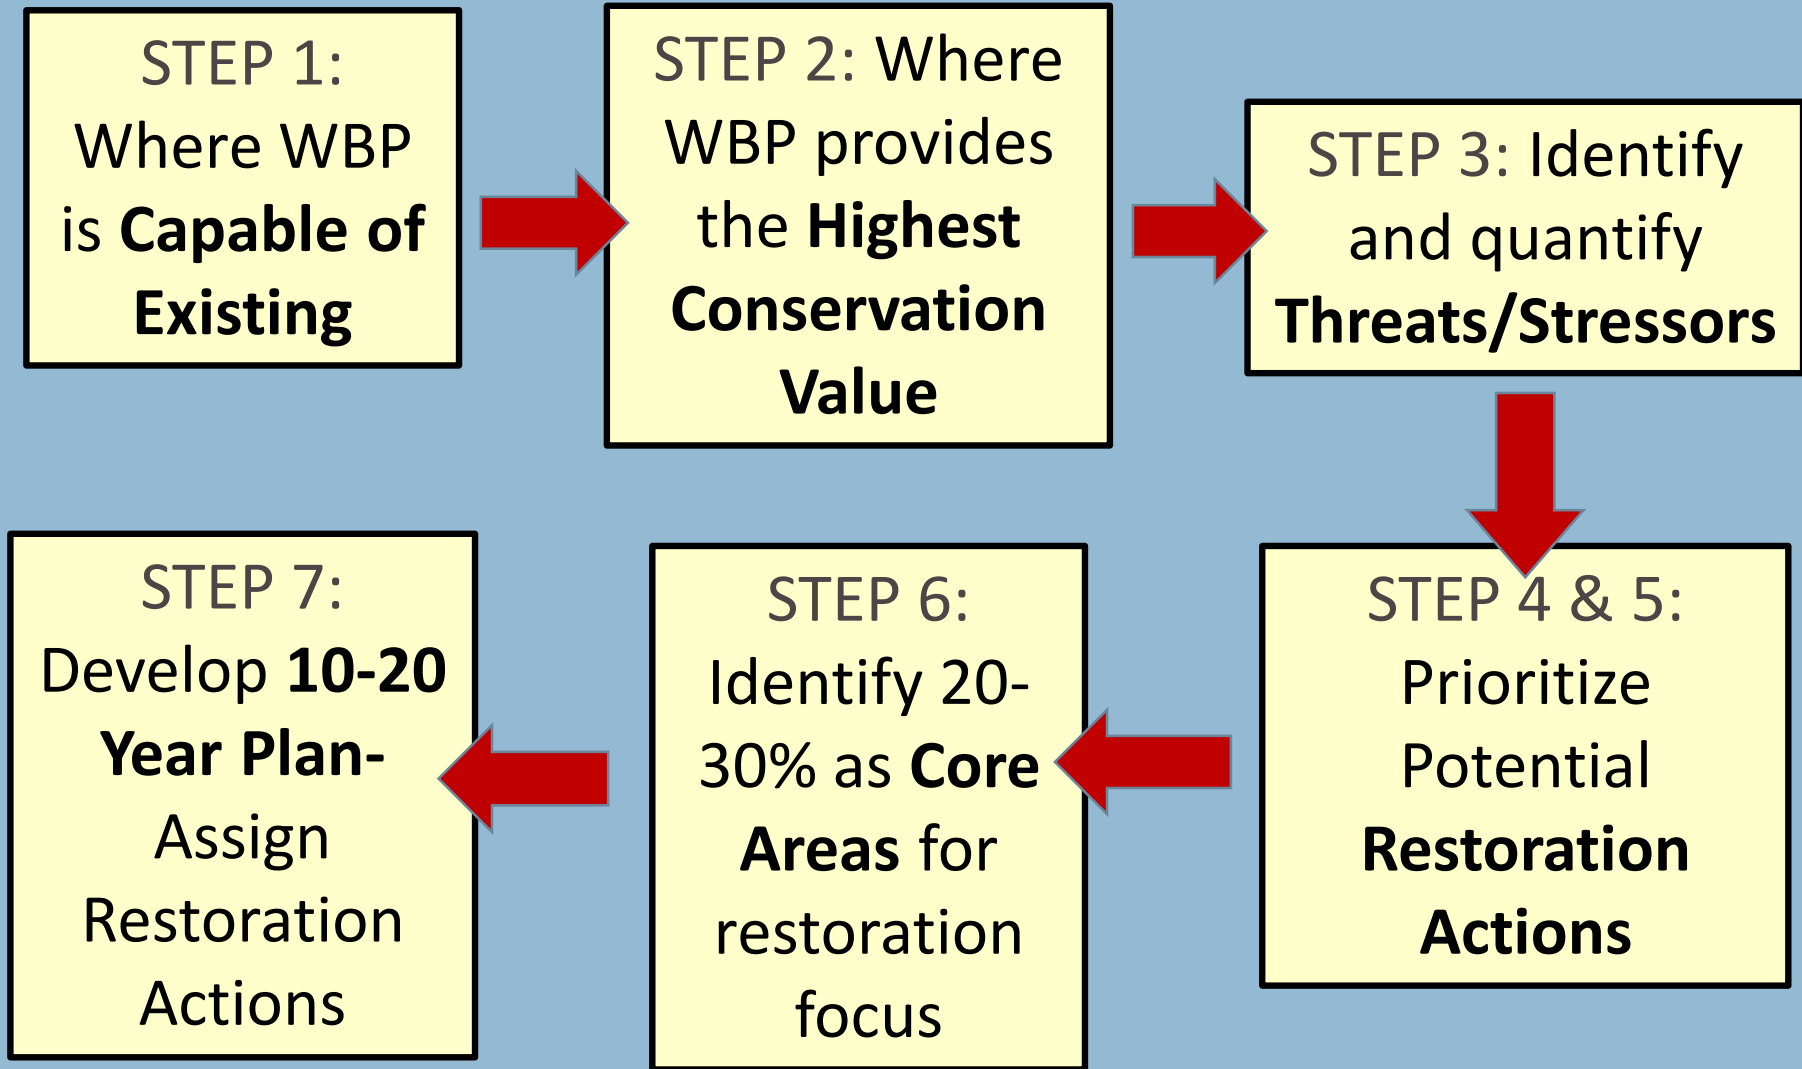 STEP 1:
Where WBP
is Capable of
Existing
STEP 2: Where
WBP provides
the Highest
Conservation
Value
STEP 3: Identify
and quantify
Threats/Stressors
STEP 4 & 5:
Prioritize
Potential
Restoration
Actions
STEP 6:
Identify 20-
30% as Core
Areas for
restoration
focus
STEP 7:
Develop 10-20
Year Plan-
Assign
Restoration
Actions